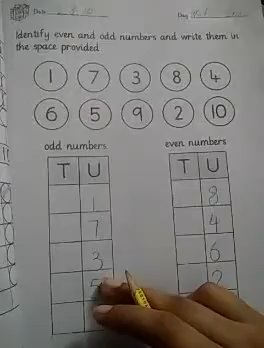 Date
Day
Identify even and odd numbers and write them in
the space provided
1 7 3 8 4
6 5 9 2 10
odd numbers
even numbers
T U
T U
1
7
3
5
8
4
6
2